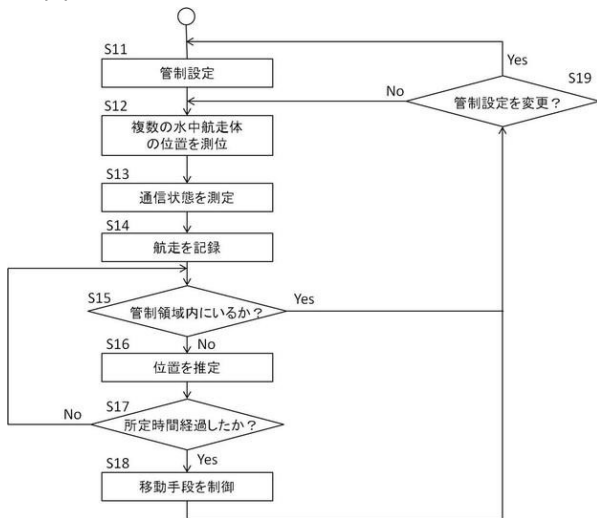 S11
管制設定
S12
複数の水中航走体
の位置を測位
S13
通信状態を測定
S14
航走を記録
S15
管制領域内にいるか？
Yes
No
S16
位置を推定
S17
所定時間経過したか？
No
Yes
S18
移動手段を制御
S19
管制設定を変更？
Yes
No